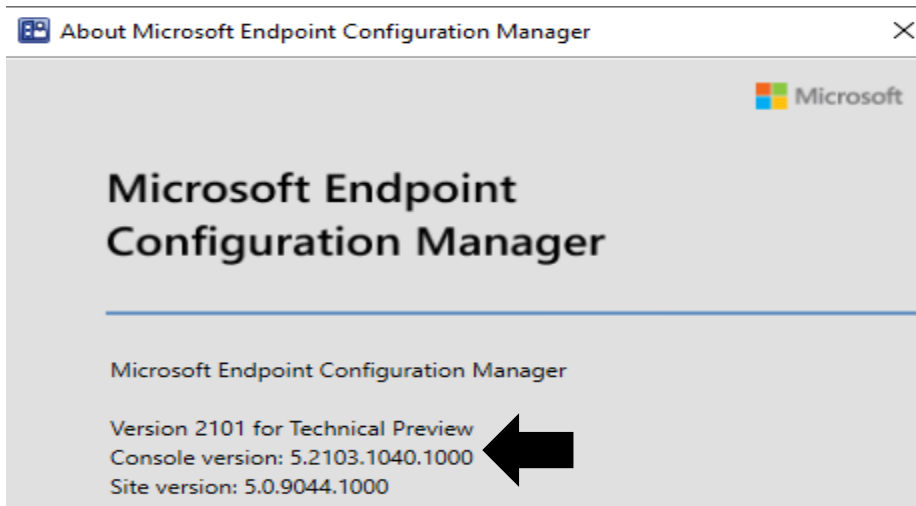 About Microsoft Endpoint Configuration Manager
Microsoft
Microsoft Endpoint
Configuration Manager
Microsoft Endpoint Configuration Manager
Version 2101 for Technical Preview
Console version: 5.2103.1040.1000
Site version: 5.0.9044.1000